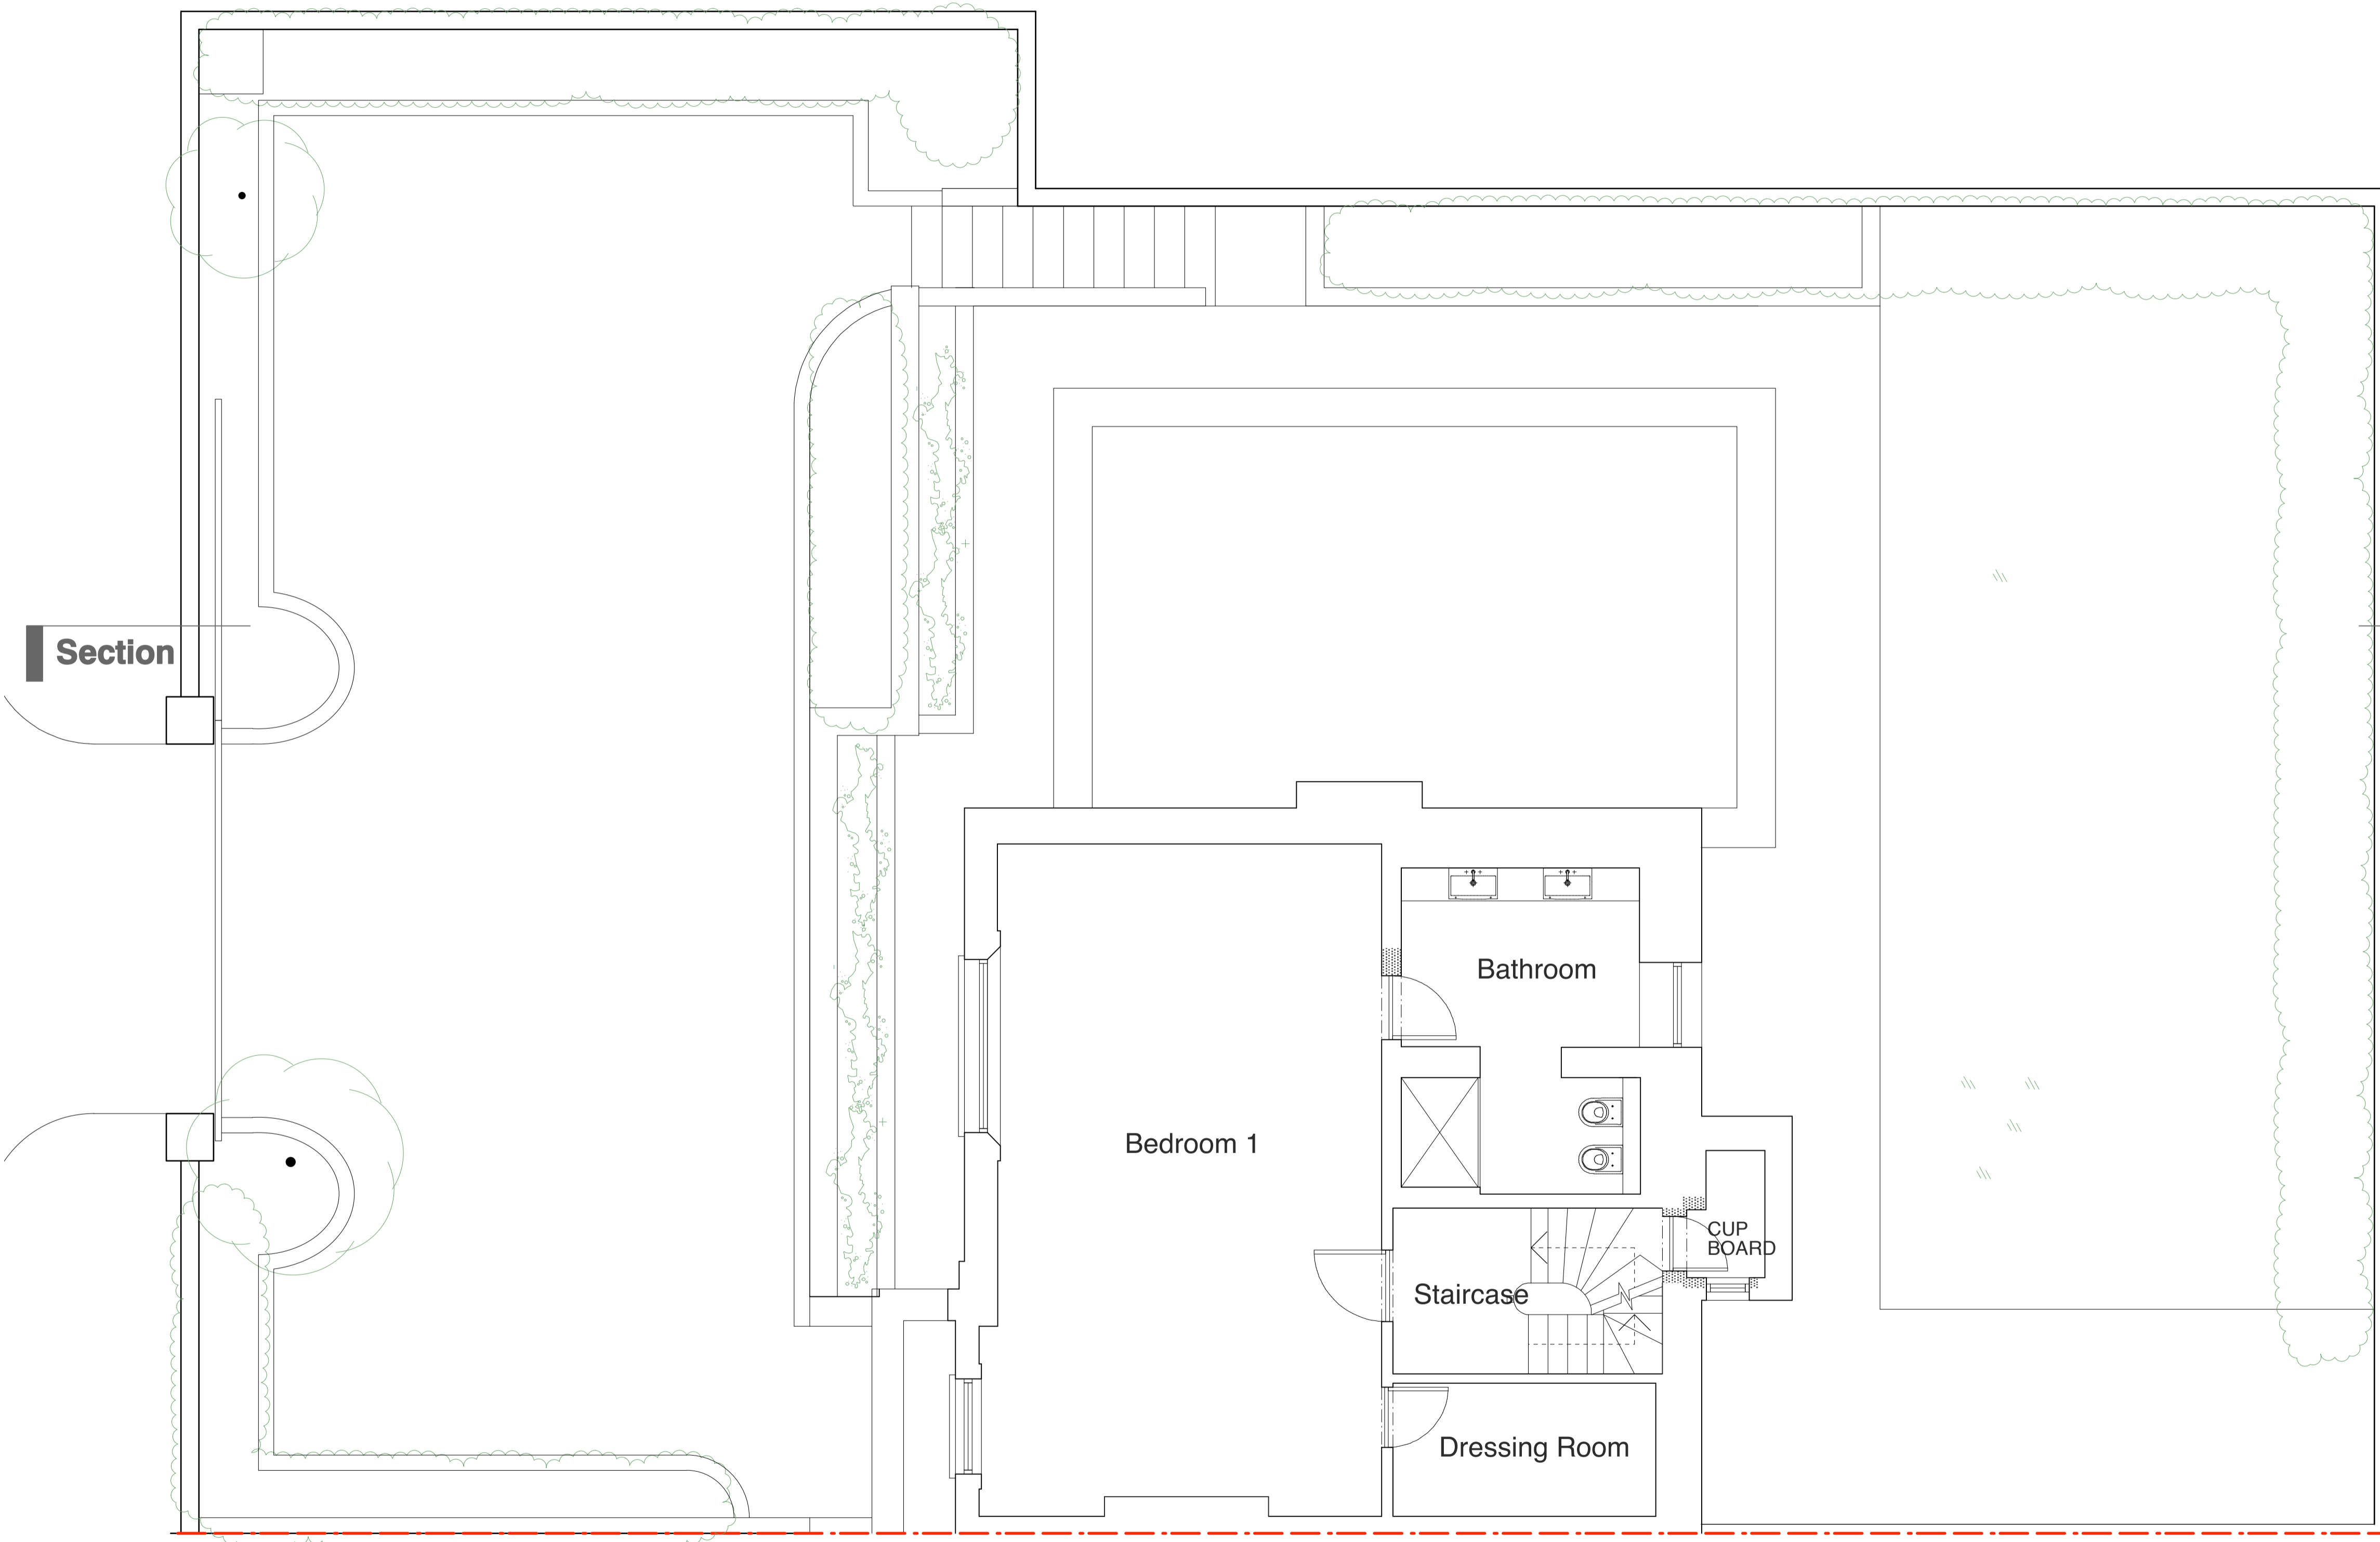 Section
Bathroom
Bedroom 1
CUP
BOARD
Staircase
Dressing Room